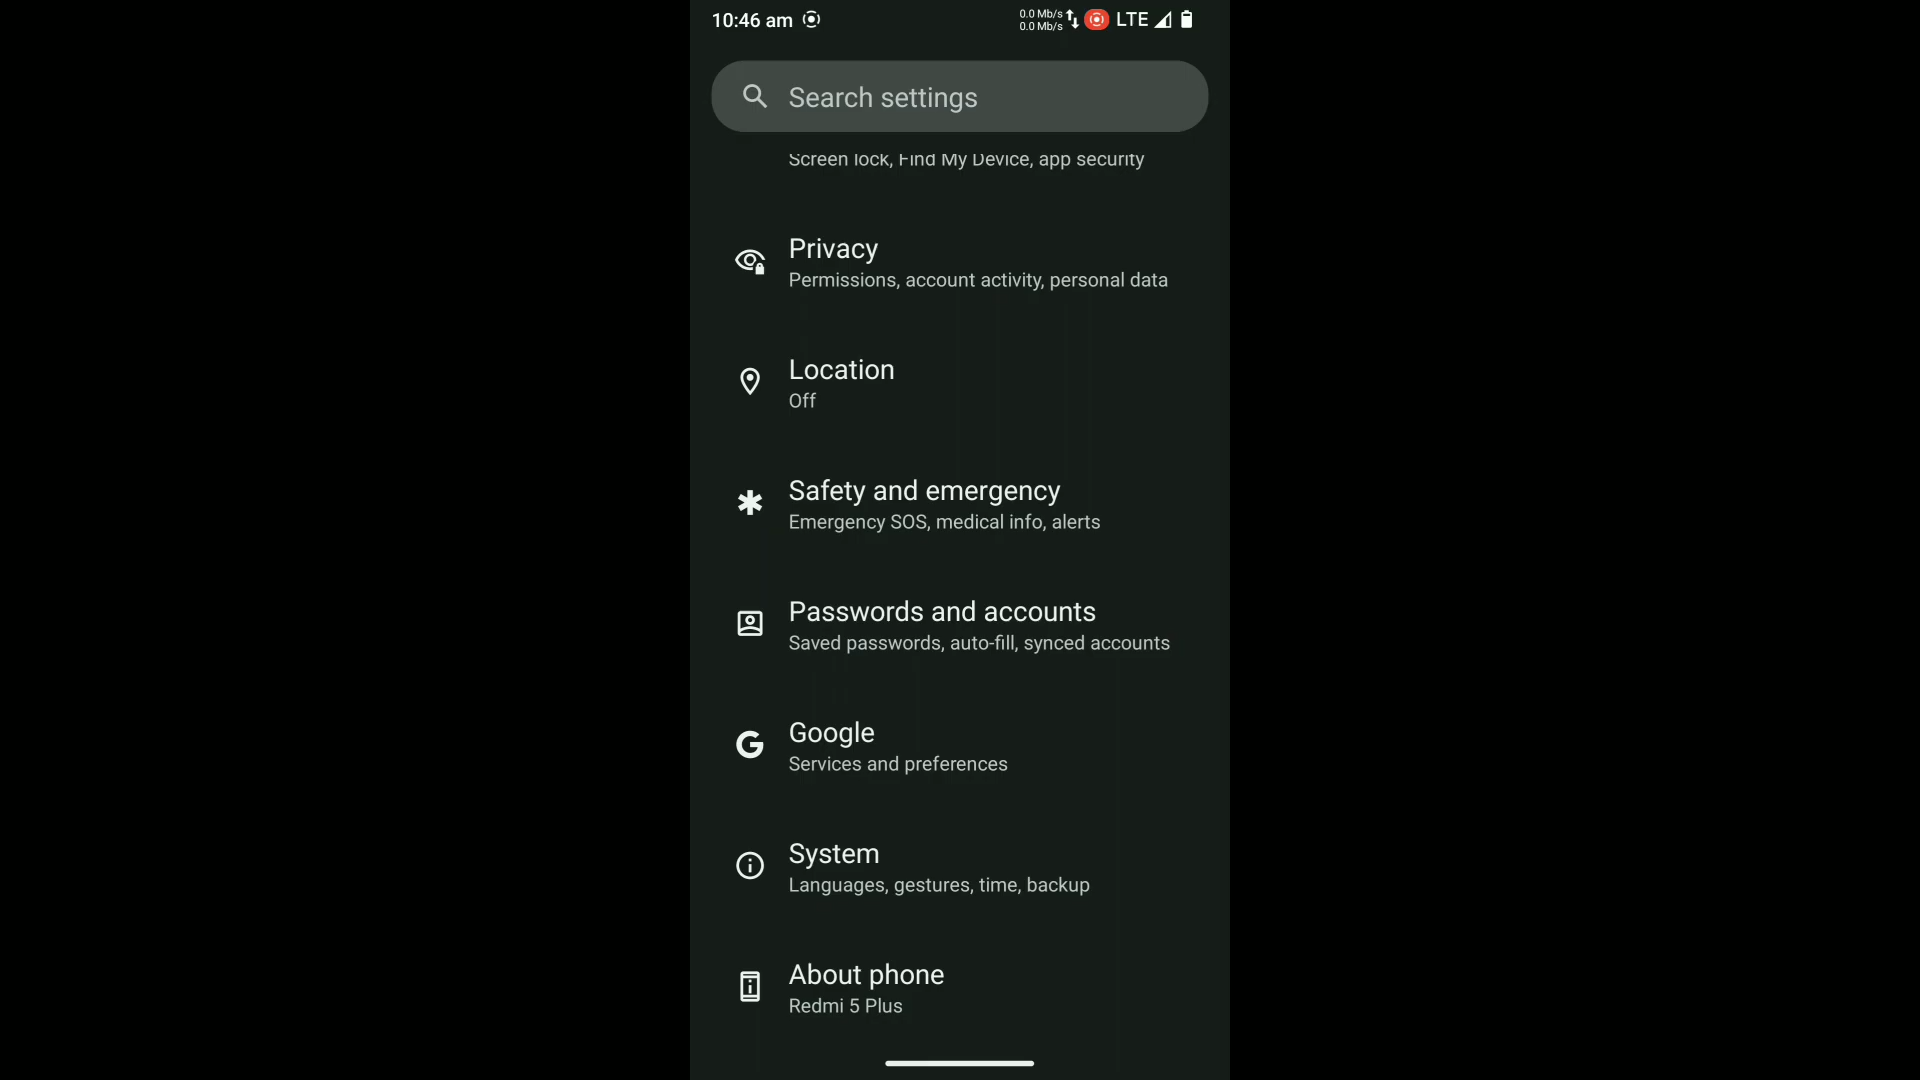 10:46 am
0.0 Mb/s
0.0 Mb/s
LTE
Search settings
Screen lock, Find My Device, app security
Privacy
Permissions, account activity, personal data
Location
Off
Safety and emergency
Emergency SOS, medical info, alerts
Passwords and accounts
Saved passwords, auto-fill, synced accounts
Google
Services and preferences
System
Languages, gestures, time, backup
About phone
Redmi 5 Plus